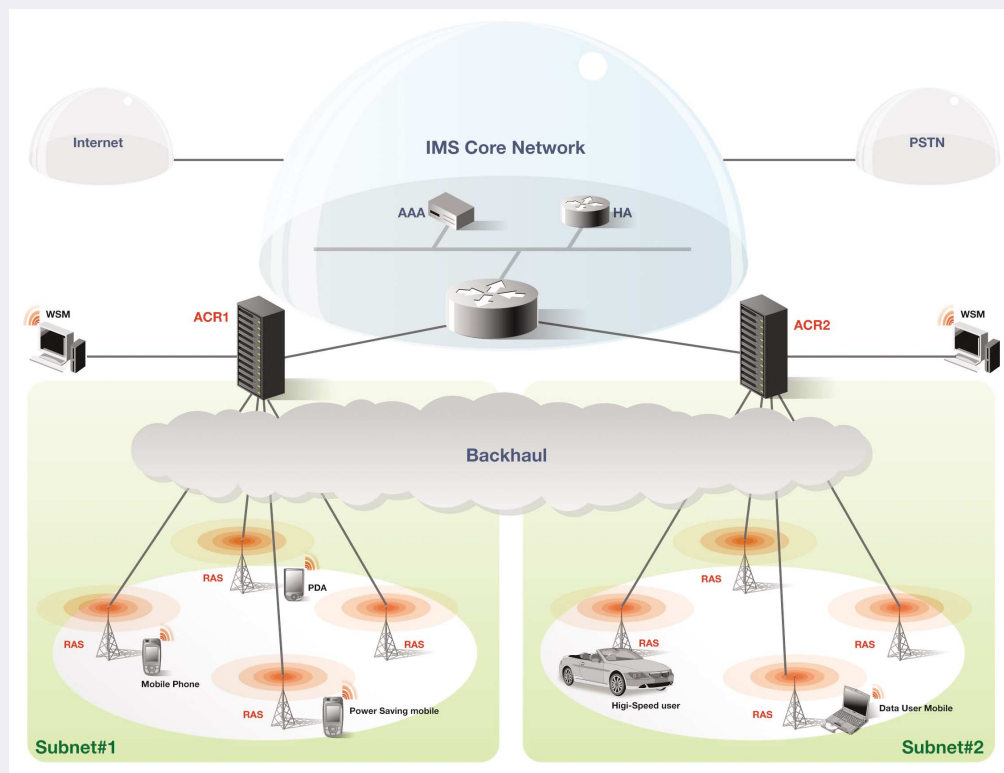 Internet
IMS Core Network
PSTN
AAA
HA
WSM
ACR1
ACR2
WSM
Backhaul
RAS
PDA
RAS
RAS
Mobile Phone
RAS
Power Saving mobile
Subnet#1
RAS
RAS
RAS
Higi-Speed user
RAS
Data User Mobile
Subnet#2